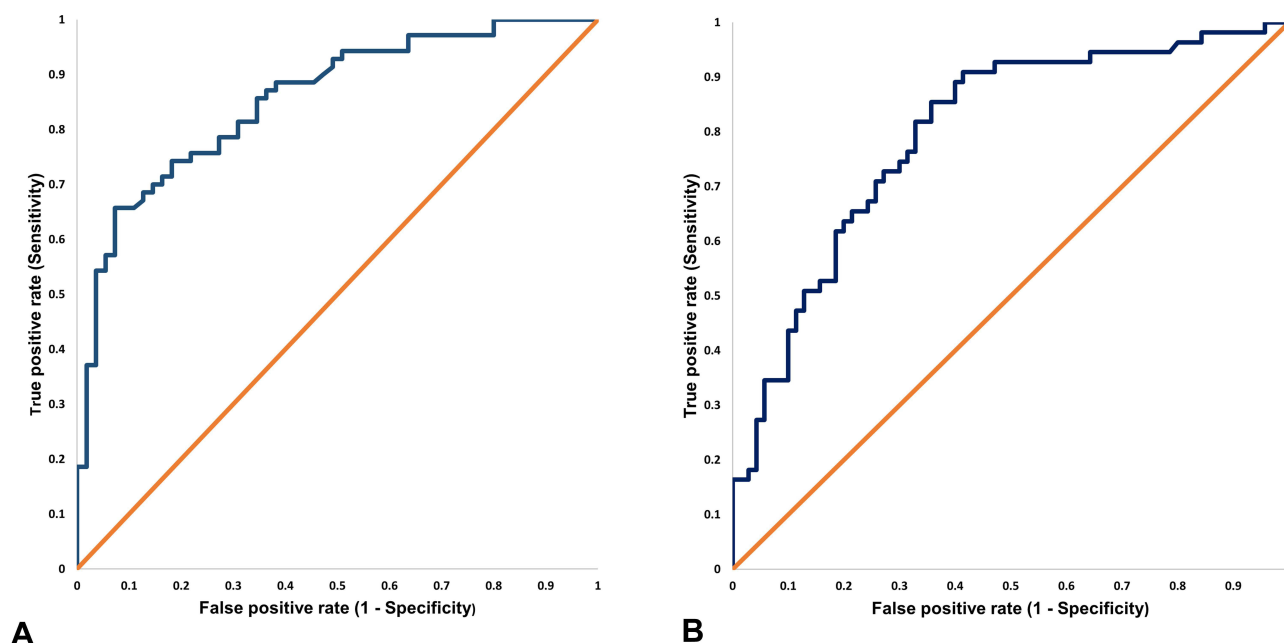 1
0.9
0.8
0.7
0.6
0.5
0.4
0.3
0.2
0.1
0
True positive rate (Sensitivity)
0 0.1 0.2 0.3 0.4 0.5 0.6 0.7 0.8 0.9 1
False positive rate (1 - Specificity)
A
1
0.9
0.8
0.7
0.6
0.5
0.4
0.3
0.2
0.1
0
True positive rate (Sensitivity)
0 0.1 0.2 0.3 0.4 0.5 0.6 0.7 0.8 0.9
False positive rate (1 - Specificity)
B